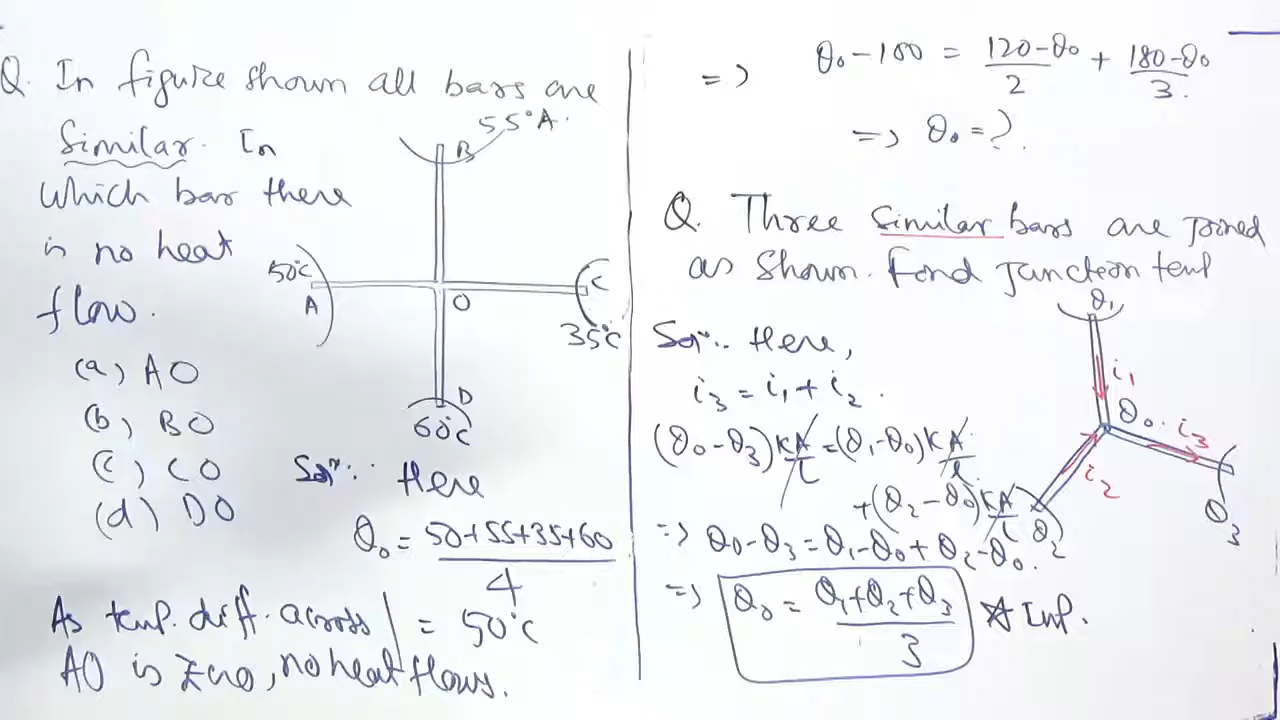 Q. In figure shown all bars are
Similar. In
which bar there
is no heat
flow.
(a) AO
(b) BO
(c) CO
(d) DO
55°A.
B
50°C
A
O
C
35°C
D
60°C
Solⁿ: Here
θ₀ = 50+55+35+60
4
= 50°C
As temp. diff. across
AO is zero, no heat flows.
=> θ₀-180 = 120-θ₀/2 + 180-θ₀/3.
=> θ₀ = ?
Q. Three Similar bars are joined
as shown. Find Junction temp
Solⁿ: Here,
i₃ = i₁ + i₂.
(θ₀-θ₃)KA/l = (θ₁-θ₀)KA/l
+(θ₂-θ₀)KA/l
=> θ₀-θ₃ = θ₁-θ₀ + θ₂-θ₀.
=> θ₀ = θ₁+θ₂+θ₃/3 ☆ Imp.
θ₁
i₁
θ₀.
i₃
i₂
θ₂
θ₃